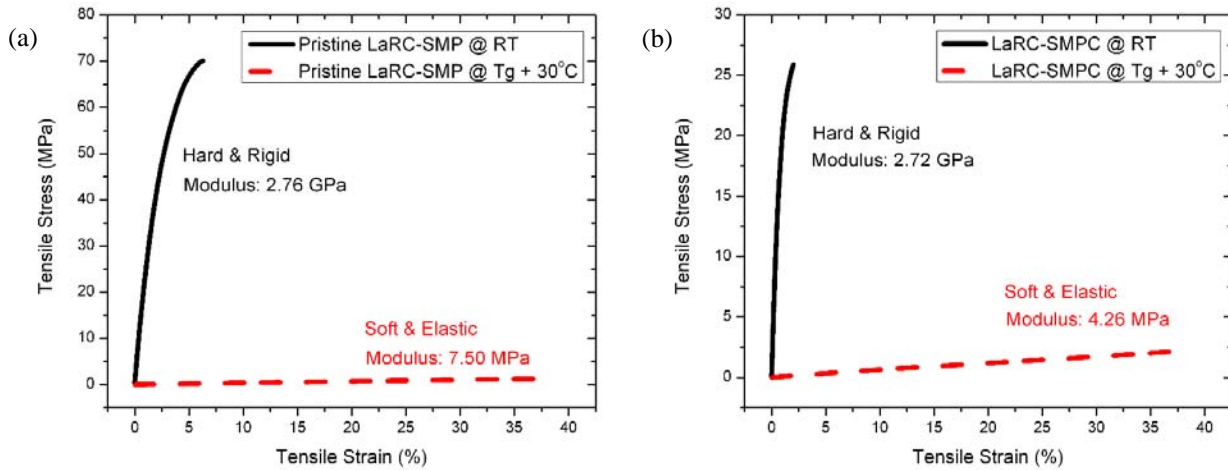 (a)
Pristine LaRC-SMP @ RT
Pristine LaRC-SMP @ Tg + 30°C
Hard & Rigid
Modulus: 2.76 GPa
Soft & Elastic
Modulus: 7.50 MPa
Tensile Stress (MPa)
80
70
60
50
40
30
20
10
0
0 5 10 15 20 25 30 35 40
Tensile Strain (%)
(b)
LaRC-SMPC @ RT
LaRC-SMPC @ Tg + 30°C
Hard & Rigid
Modulus: 2.72 GPa
Soft & Elastic
Modulus: 4.26 MPa
Tensile Stress (MPa)
30
25
20
15
10
5
0
0 5 10 15 20 25 30 35 40
Tensile Strain (%)